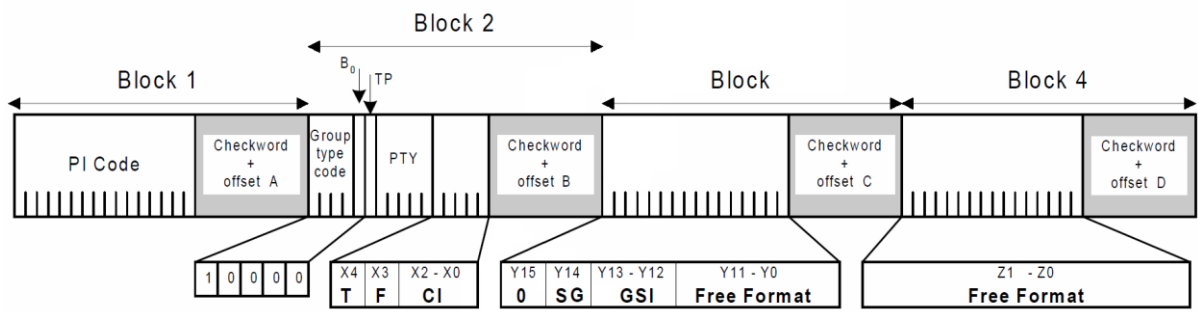 Block 2
B0
TP
Block 1
Block
Block 4
PI Code
Checkword
+
offset A
Group
type
code
PTY
Checkword
+
offset B
Checkword
+
offset C
Checkword
+
offset D
1 0 0 0 0
X4 X3 X2 - X0
T F CI
Y15 Y14 Y13 - Y12 Y11 - Y0
0 SG GSI Free Format
Z1 - Z0
Free Format